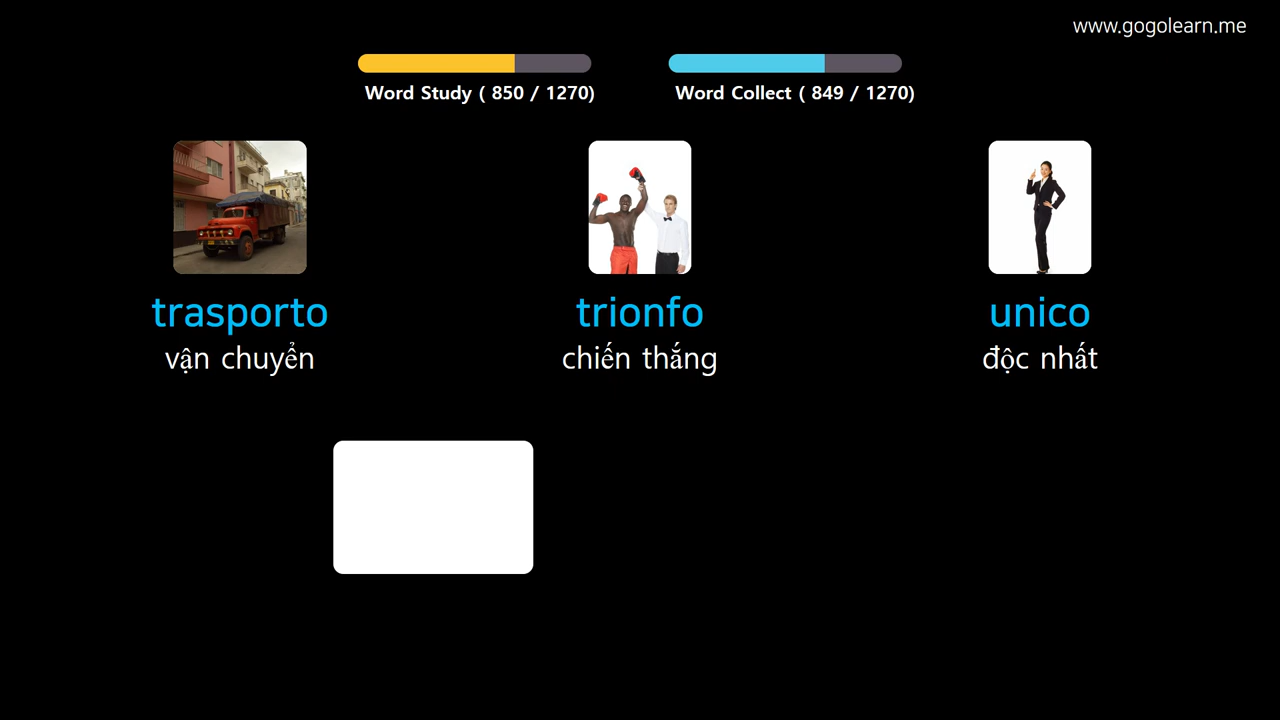 www.gogolearn.me
Word Study ( 850 / 1270)
Word Collect ( 849 / 1270)
trasporto
vận chuyển
trionfo
chiến thắng
unico
độc nhất